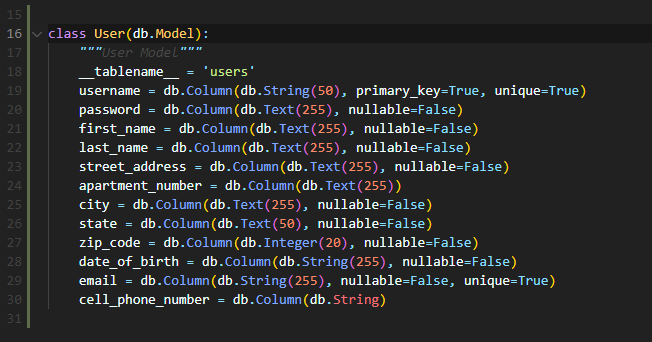 15
16 class User(db.Model):
17 """User Model"""
18 __tablename__ = 'users'
19 username = db.Column(db.String(50), primary_key=True, unique=True)
20 password = db.Column(db.Text(255), nullable=False)
21 first_name = db.Column(db.Text(255), nullable=False)
22 last_name = db.Column(db.Text(255), nullable=False)
23 street_address = db.Column(db.Text(255), nullable=False)
24 apartment_number = db.Column(db.Text(255))
25 city = db.Column(db.Text(255), nullable=False)
26 state = db.Column(db.Text(50), nullable=False)
27 zip_code = db.Column(db.Integer(20), nullable=False)
28 date_of_birth = db.Column(db.String(255), nullable=False)
29 email = db.Column(db.String(255), nullable=False, unique=True)
30 cell_phone_number = db.Column(db.String)
31